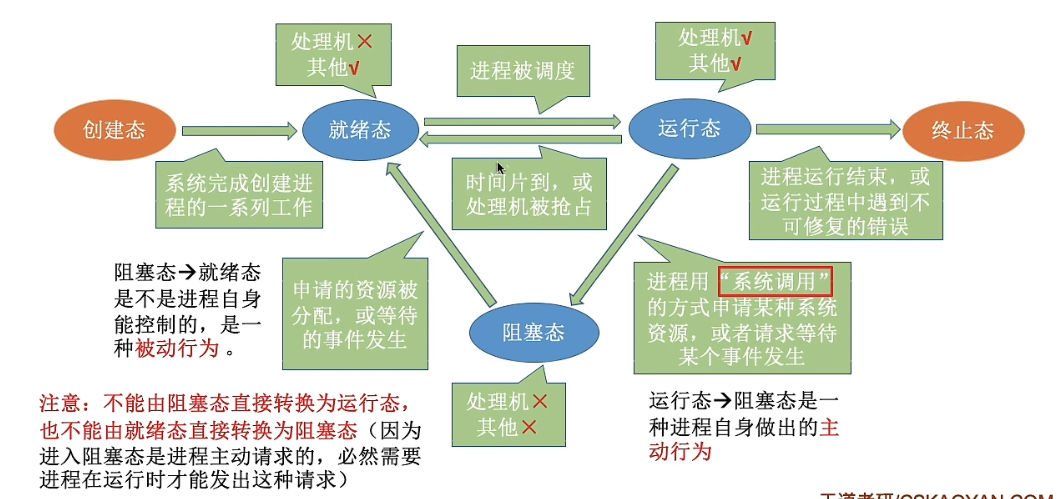 处理机×
其他√
进程被调度
处理机√
其他√
创建态
就绪态
运行态
终止态
系统完成创建进
程的一系列工作
时间片到，或
处理机被抢占
进程运行结束，或
运行过程中遇到不
可修复的错误
阻塞态→就绪态
是不是进程自身
能控制的，是一
种被动行为 。
申请的资源被
分配，或等待
的事件发生
进程用“系统调用”
的方式申请某种系统
资源，或者请求等待
某个事件发生
阻塞态
处理机×
其他×
运行态→阻塞态是一
种进程自身做出的主
动行为
注意：不能由阻塞态直接转换为运行态，
也不能由就绪态直接转换为阻塞态（因为
进入阻塞态是进程主动请求的，必然需要
进程在运行时才能发出这种请求）
王道考研/CSKAOYAN.COM